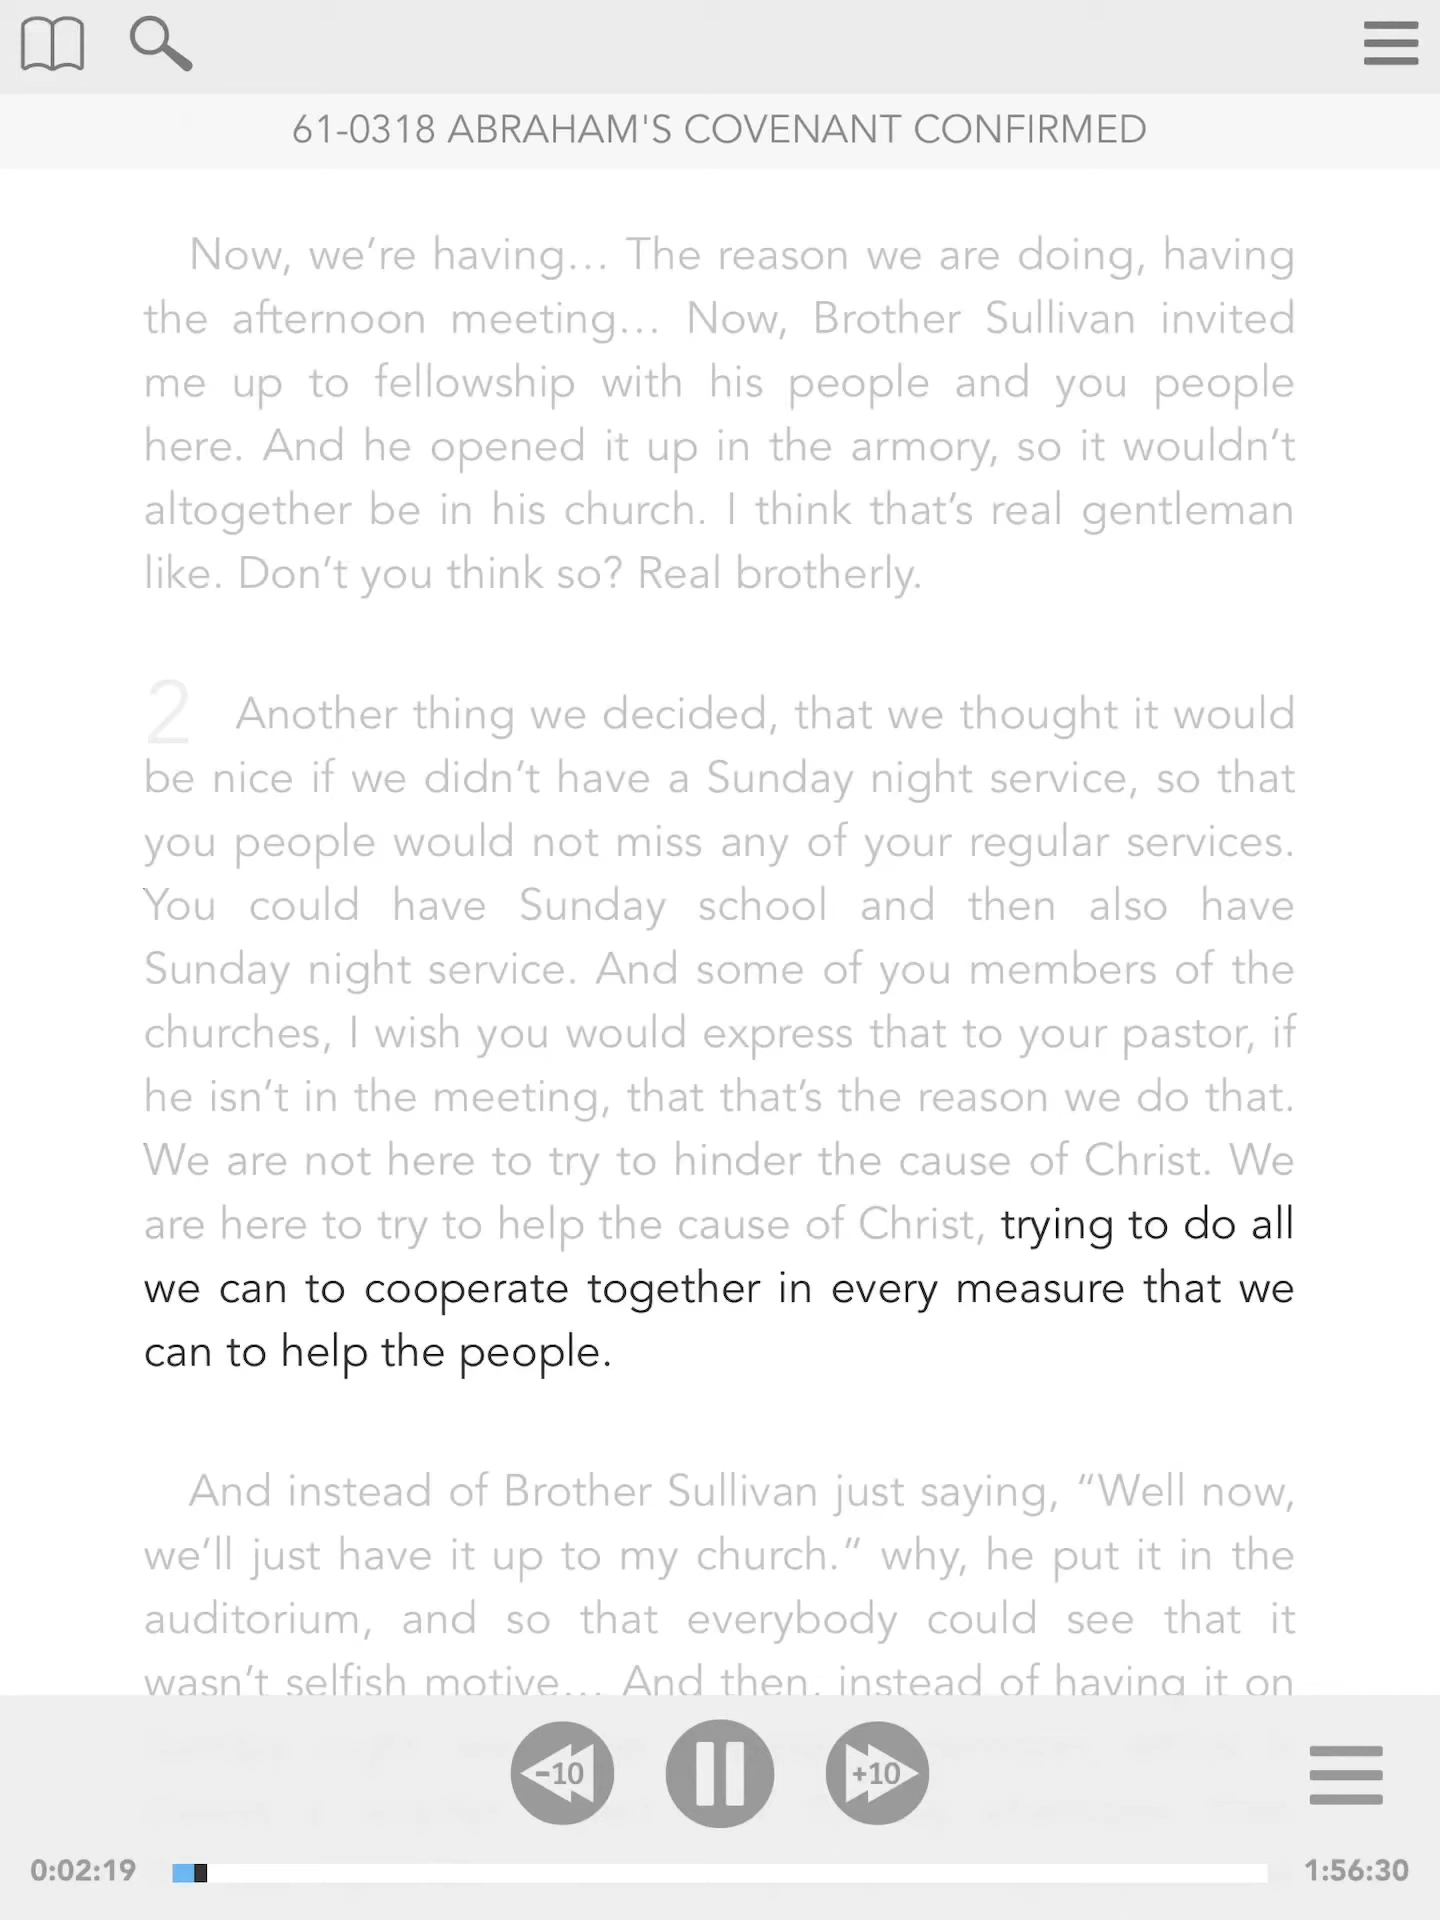 61-0318 ABRAHAM'S COVENANT CONFIRMED
Now, we’re having… The reason we are doing, having
the afternoon meeting… Now, Brother Sullivan invited
me up to fellowship with his people and you people
here. And he opened it up in the armory, so it wouldn’t
altogether be in his church. I think that’s real gentleman
like. Don’t you think so? Real brotherly.
2 Another thing we decided, that we thought it would
be nice if we didn’t have a Sunday night service, so that
you people would not miss any of your regular services.
You could have Sunday school and then also have
Sunday night service. And some of you members of the
churches, I wish you would express that to your pastor, if
he isn’t in the meeting, that that’s the reason we do that.
We are not here to try to hinder the cause of Christ. We
are here to try to help the cause of Christ, trying to do all
we can to cooperate together in every measure that we
can to help the people.
And instead of Brother Sullivan just saying, “Well now,
we’ll just have it up to my church.” why, he put it in the
auditorium, and so that everybody could see that it
wasn’t selfish motive… And then, instead of having it on
-10 +10
0:02:19 1:56:30